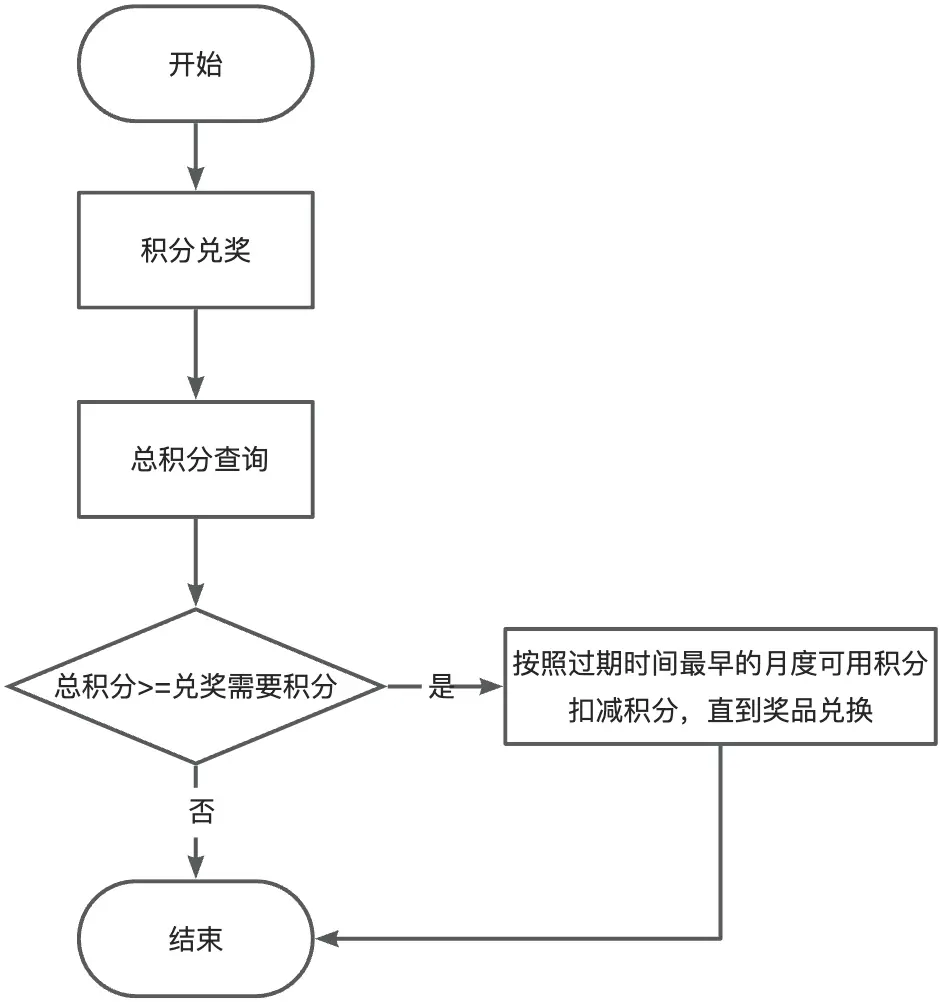 开始
积分兑奖
总积分查询
总积分>=兑奖需要积分
是
按照过期时间最早的月度可用积分
扣减积分，直到奖品兑换
否
结束